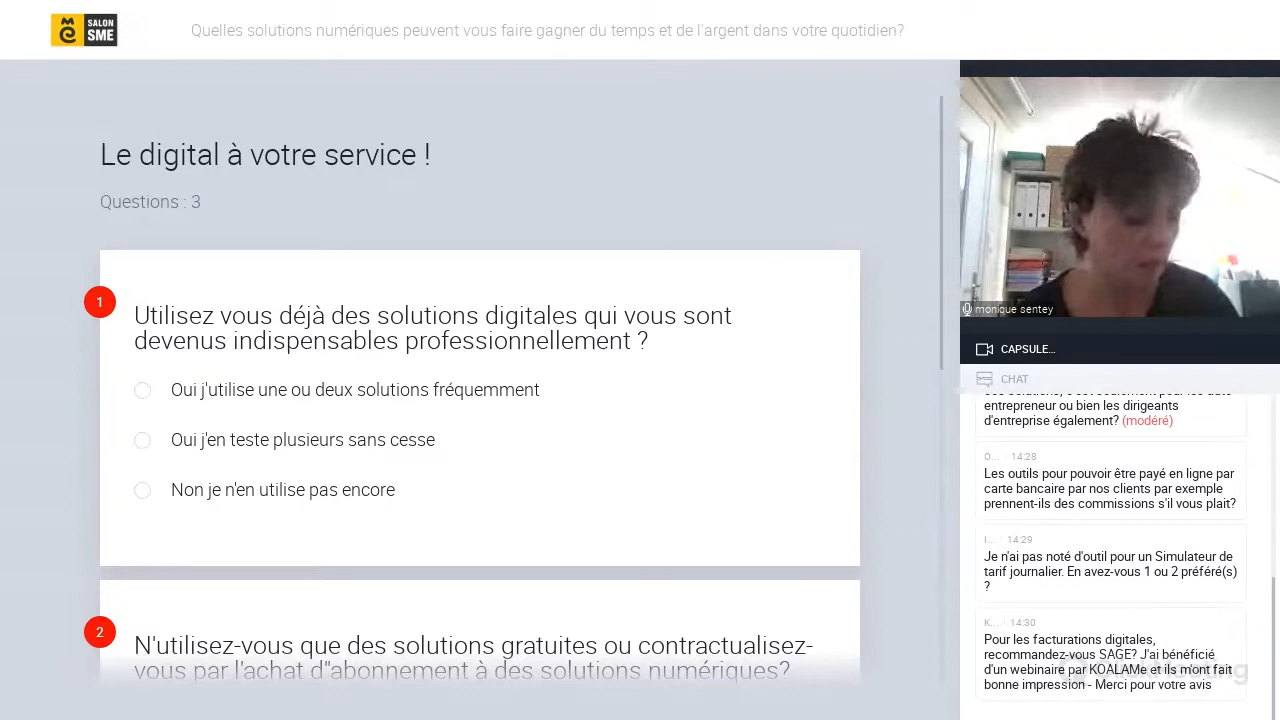 SALON
SME
Quelles solutions numériques peuvent vous faire gagner du temps et de l'argent dans votre quotidien?
Le digital à votre service !
Questions : 3
1
Utilisez vous déjà des solutions digitales qui vous sont
devenus indispensables professionnellement ?
Oui j'utilise une ou deux solutions fréquemment
Oui j'en teste plusieurs sans cesse
Non je n'en utilise pas encore
2
N'utilisez-vous que des solutions gratuites ou contractualisez-
vous par l'achat d"abonnement à des solutions numériques?
monique sentey
CAPSULE...
CHAT
entrepreneur ou bien les dirigeants
d'entreprise également? (modéré)
O... 14:28
Les outils pour pouvoir être payé en ligne par
carte bancaire par nos clients par exemple
prennent-ils des commissions s'il vous plait?
I... 14:29
Je n'ai pas noté d'outil pour un Simulateur de
tarif journalier. En avez-vous 1 ou 2 préféré(s)
?
K... 14:30
Pour les facturations digitales,
recommandez-vous SAGE? J'ai bénéficié
d'un webinaire par KOALAMe et ils m'ont fait
bonne impression - Merci pour votre avis